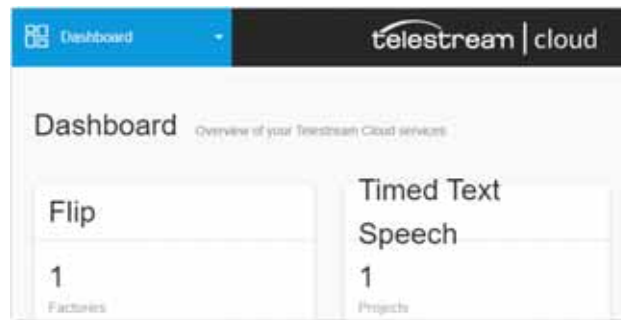 Dashboard
telestream | cloud
Dashboard Overview of your Telestream Cloud services
Flip
Timed Text
Speech
1
Factories
1
Projects